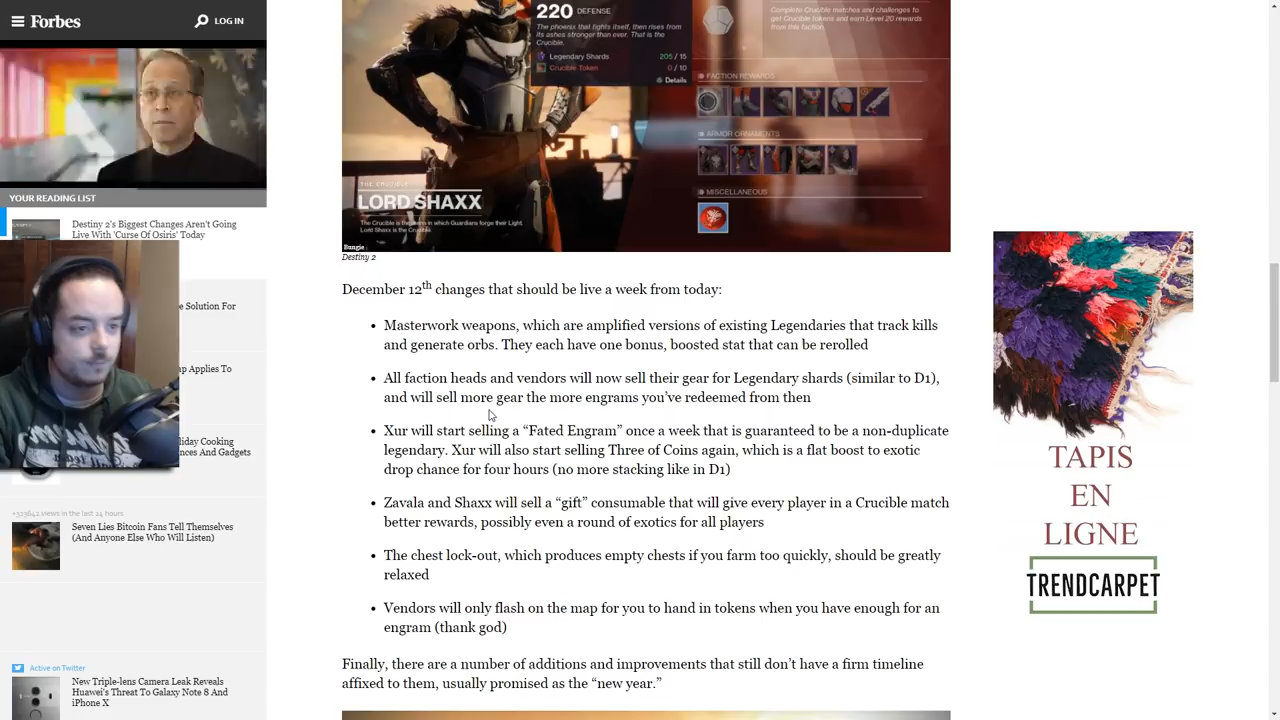 Forbes
LOG IN
YOUR READING LIST
Destiny 2's Biggest Changes Aren't Going
Live With 'Curse Of Osiris' Today
e Solution For
ap Applies To
liday Cooking
nces And Gadgets
views in the last 24 hours
Seven Lies Bitcoin Fans Tell Themselves
(And Anyone Else Who Will Listen)
Active on Twitter
New Triple-lens Camera Leak Reveals
Huawei's Threat To Galaxy Note 8 And
iPhone X
220 DEFENSE
The phoenix that fights itself, then rises from
its ashes stronger than ever. That is the
Crucible.
Legendary Shards 205 / 15
Crucible Token 0 / 10
Details
Complete Crucible matches and challenges to
get Crucible tokens and earn Level 20 rewards
from this faction.
FACTION REWARDS
ARMOR ORNAMENTS
MISCELLANEOUS
THE CRUCIBLE
LORD SHAXX
The Crucible is the arena in which Guardians forge their Light.
Lord Shaxx is the Crucible.
Bungie
Destiny 2
December 12th changes that should be live a week from today:
• Masterwork weapons, which are amplified versions of existing Legendaries that track kills
and generate orbs. They each have one bonus, boosted stat that can be rerolled
• All faction heads and vendors will now sell their gear for Legendary shards (similar to D1),
and will sell more gear the more engrams you've redeemed from then
• Xur will start selling a "Fated Engram" once a week that is guaranteed to be a non-duplicate
legendary. Xur will also start selling Three of Coins again, which is a flat boost to exotic
drop chance for four hours (no more stacking like in D1)
• Zavala and Shaxx will sell a "gift" consumable that will give every player in a Crucible match
better rewards, possibly even a round of exotics for all players
• The chest lock-out, which produces empty chests if you farm too quickly, should be greatly
relaxed
• Vendors will only flash on the map for you to hand in tokens when you have enough for an
engram (thank god)
Finally, there are a number of additions and improvements that still don't have a firm timeline
affixed to them, usually promised as the "new year."
TAPIS
EN
LIGNE
TRENDCARPET